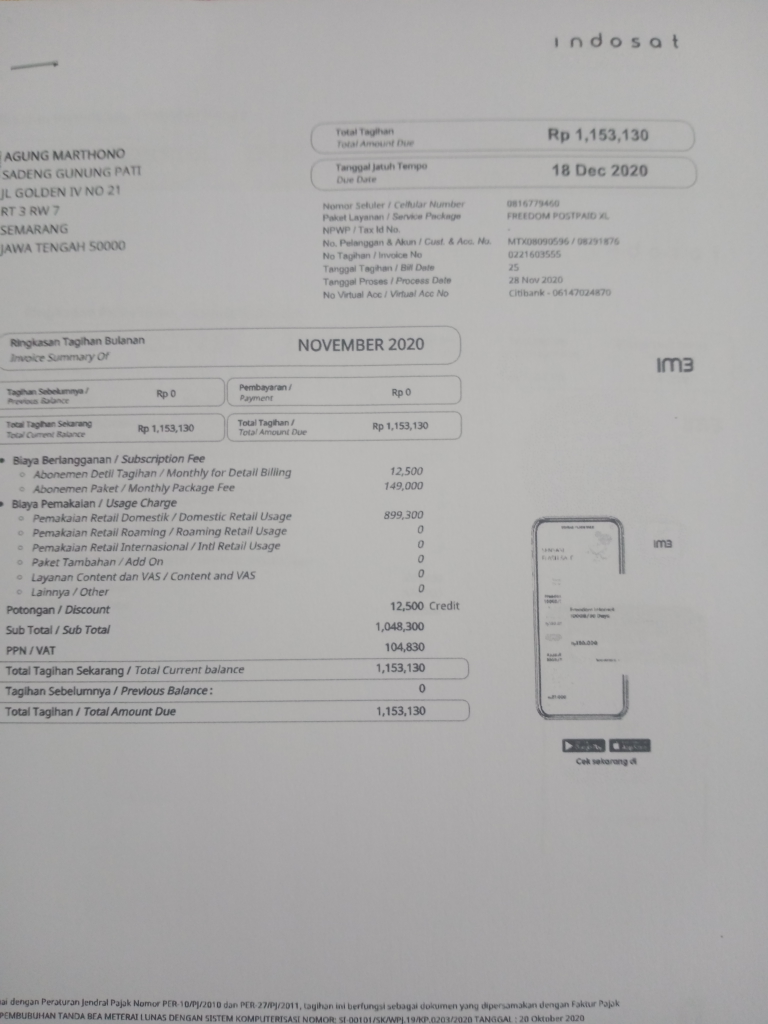 indosat
Total Tagihan
Total Amount Due
Rp 1,153,130
Tanggal Jatuh Tempo
Due Date
18 Dec 2020
AGUNG MARTHONO
SADENG GUNUNG PATI
JL GOLDEN IV NO 21
RT 3 RW 7
SEMARANG
JAWA TENGAH 50000
Nomor Seluler / Cellular Number 0816779460
Paket Layanan / Service Package FREEDOM POSTPAID XL
NPWP / Tax Id No. -
No. Pelanggan & Akun / Cust. & Acc. No. MTX08090596 / 08291876
No Tagihan / Invoice No 0221603555
Tanggal Tagihan / Bill Date 25
Tanggal Proses / Process Date 28 Nov 2020
No Virtual Acc / Virtual Acc No Citibank - 06147024870
Ringkasan Tagihan Bulanan
Invoice Summary Of
NOVEMBER 2020
IM3
Tagihan Sebelumnya /
Previous Balance
Rp 0
Pembayaran /
Payment
Rp 0
Total Tagihan Sekarang
Total Current Balance
Rp 1,153,130
Total Tagihan /
Total Amount Due
Rp 1,153,130
Biaya Berlangganan / Subscription Fee
Abonemen Detil Tagihan / Monthly for Detail Billing 12,500
Abonemen Paket / Monthly Package Fee 149,000
Biaya Pemakaian / Usage Charge
Pemakaian Retail Domestik / Domestic Retail Usage 899,300
Pemakaian Retail Roaming / Roaming Retail Usage 0
Pemakaian Retail Internasional / Intl Retail Usage 0
Paket Tambahan / Add On 0
Layanan Content dan VAS / Content and VAS 0
Lainnya / Other 0
Potongan / Discount 12,500 Credit
Sub Total / Sub Total 1,048,300
PPN / VAT 104,830
Total Tagihan Sekarang / Total Current balance 1,153,130
Tagihan Sebelumnya / Previous Balance : 0
Total Tagihan / Total Amount Due 1,153,130
im3
Cek sekarang di
ai dengan Peraturan Jendral Pajak Nomor PER-10/PJ/2010 dan PER-27/PJ/2011, tagihan ini berfungsi sebagai dokumen yang dipersamakan dengan Faktur Pajak
PEMBUBUHAN TANDA BEA METERAI LUNAS DENGAN SISTEM KOMPUTERISASI NOMOR: SI-00101/SK/WPJ.19/KP.0203/2020 TANGGAL : 20 Oktober 2020